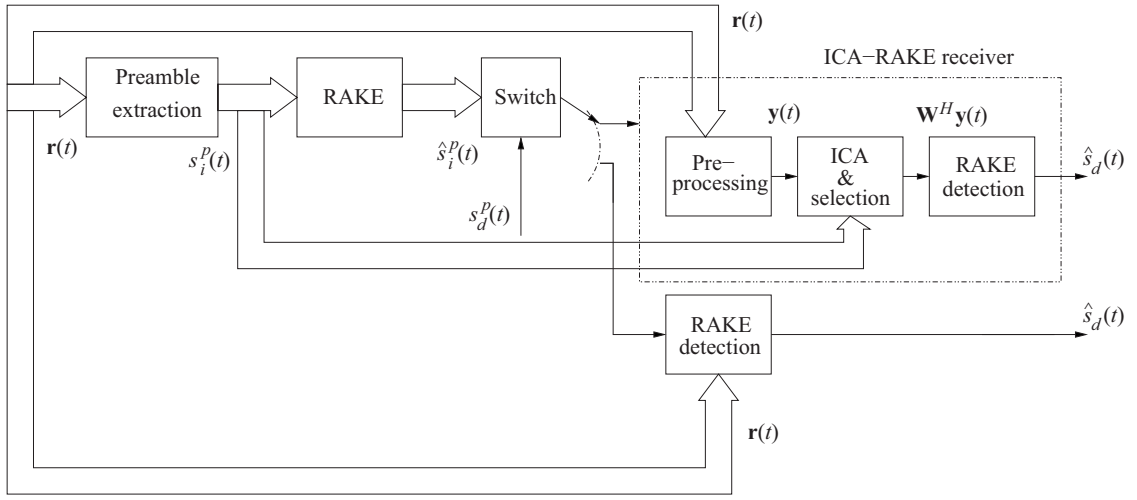 r(t)
ICA−RAKE receiver
Preamble
extraction
RAKE
Switch
y(t)
W^H y(t)
r(t)
s_i^p(t)
ŝ_i^p(t)
s_d^p(t)
Pre−
processing
ICA
&
selection
RAKE
detection
ŝ_d(t)
RAKE
detection
ŝ_d(t)
r(t)